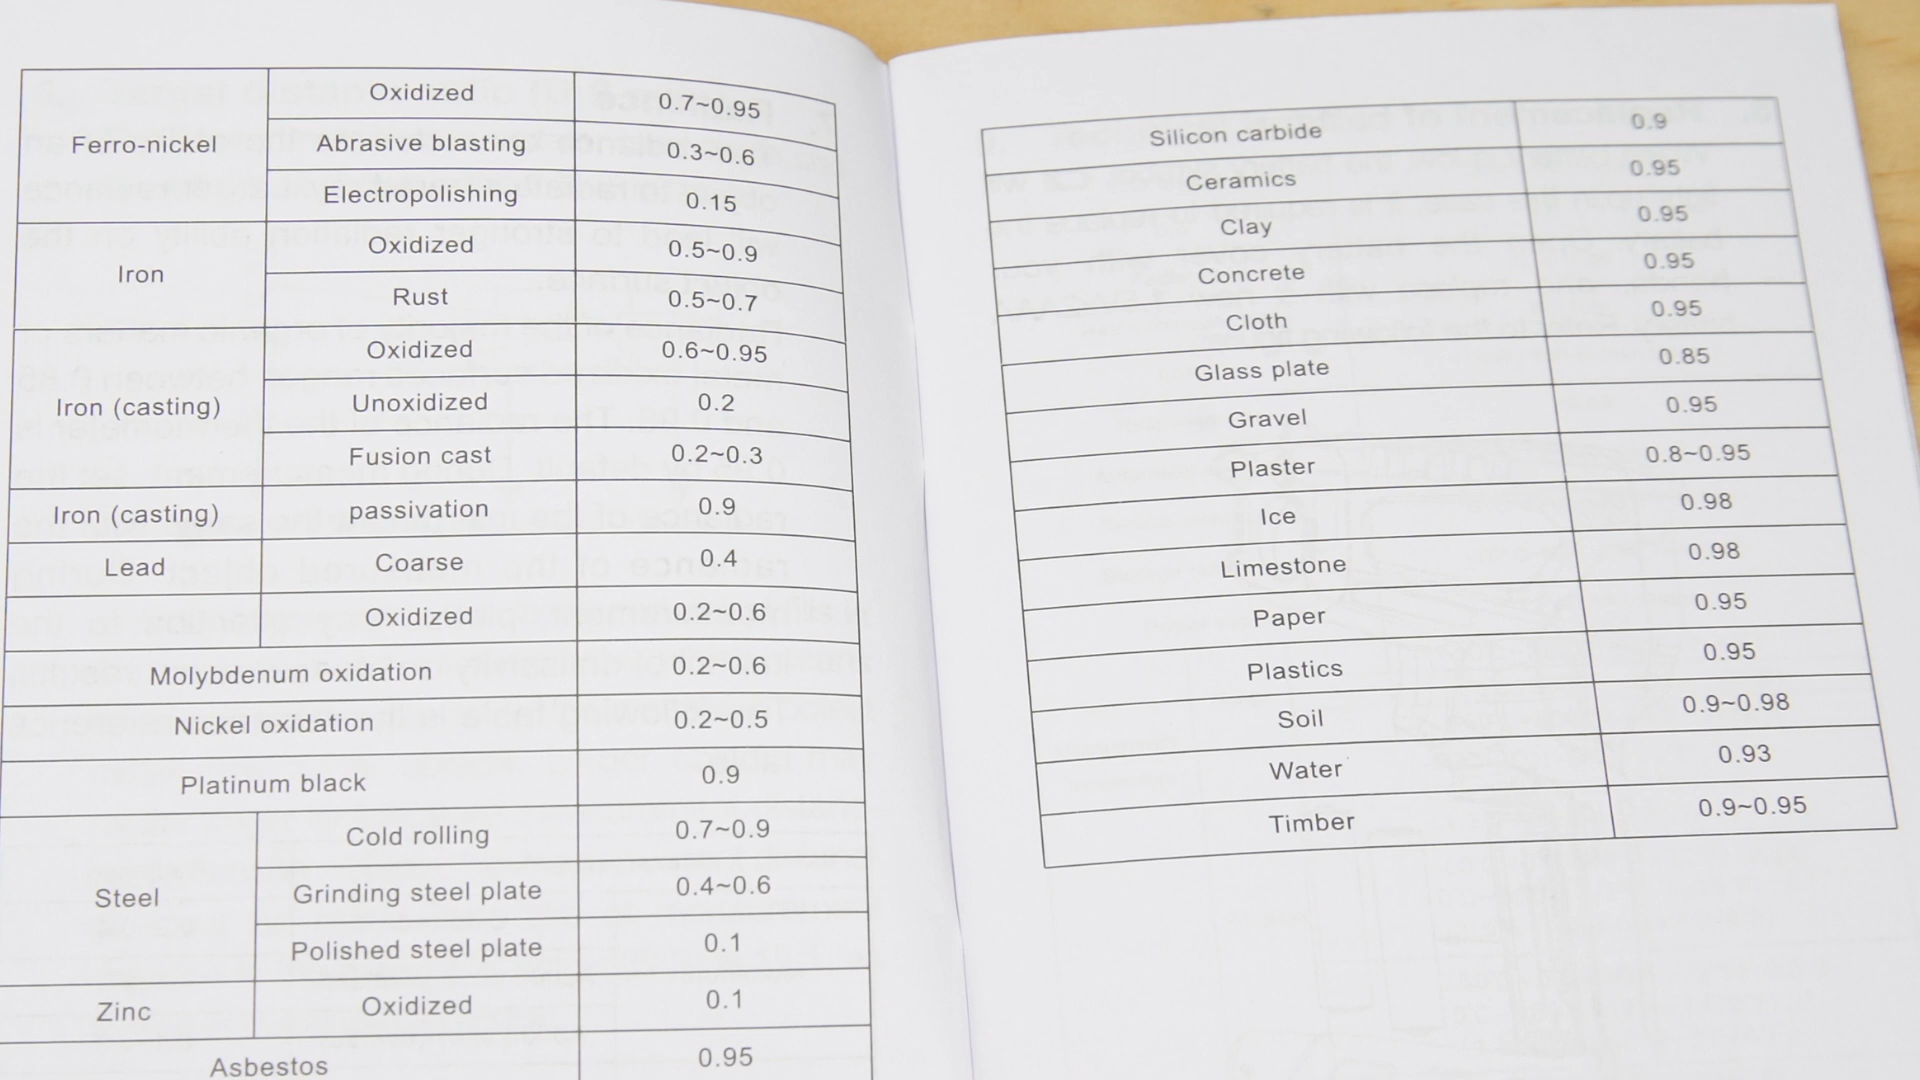 Ferro-nickel Oxidized 0.7~0.95
Abrasive blasting 0.3~0.6
Electropolishing 0.15
Iron Oxidized 0.5~0.9
Rust 0.5~0.7
Iron (casting) Oxidized 0.6~0.95
Unoxidized 0.2
Fusion cast 0.2~0.3
Iron (casting) passivation 0.9
Lead Coarse 0.4
Oxidized 0.2~0.6
Molybdenum oxidation 0.2~0.6
Nickel oxidation 0.2~0.5
Platinum black 0.9
Steel Cold rolling 0.7~0.9
Grinding steel plate 0.4~0.6
Polished steel plate 0.1
Zinc Oxidized 0.1
Asbestos 0.95
Silicon carbide 0.9
Ceramics 0.95
Clay 0.95
Concrete 0.95
Cloth 0.95
Glass plate 0.85
Gravel 0.95
Plaster 0.8~0.95
Ice 0.98
Limestone 0.98
Paper 0.95
Plastics 0.95
Soil 0.9~0.98
Water 0.93
Timber 0.9~0.95